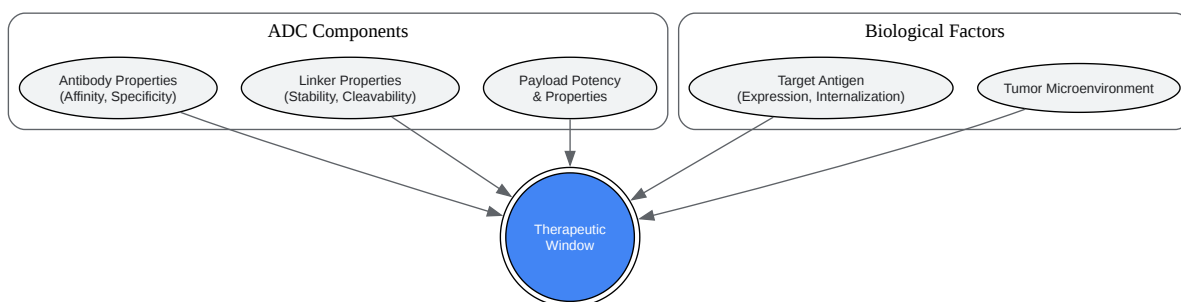 ADC Components
Biological Factors
Antibody Properties
(Affinity, Specificity)
Linker Properties
(Stability, Cleavability)
Payload Potency
& Properties
Target Antigen
(Expression, Internalization)
Tumor Microenvironment
Therapeutic
Window